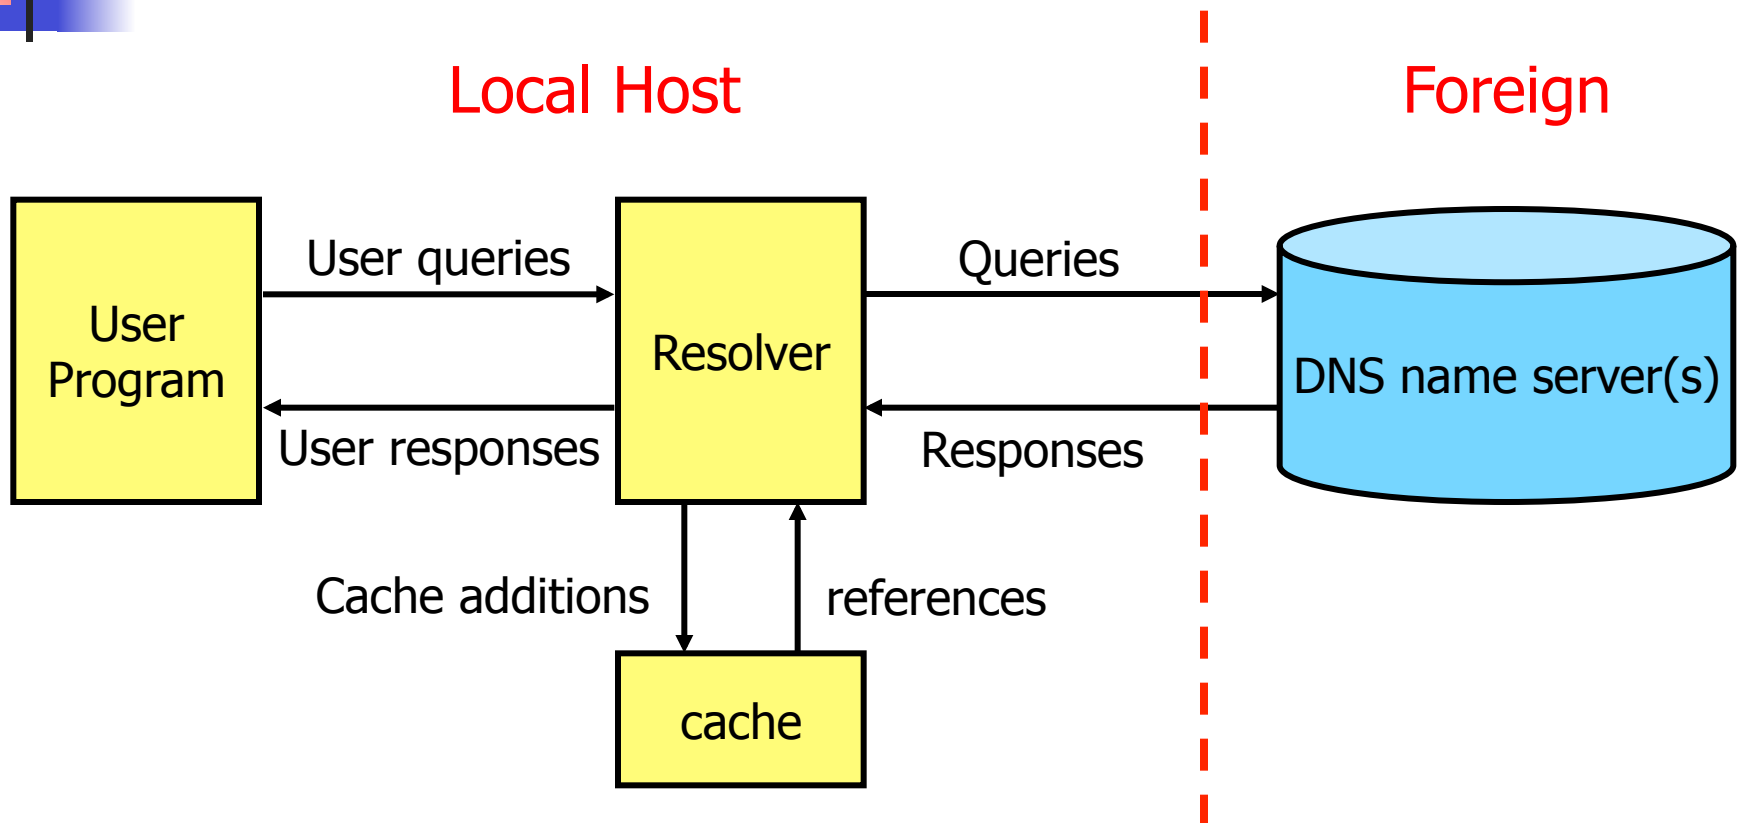 Local Host
Foreign
User queries
Queries
User
Program
Resolver
DNS name server(s)
User responses
Responses
Cache additions
references
cache